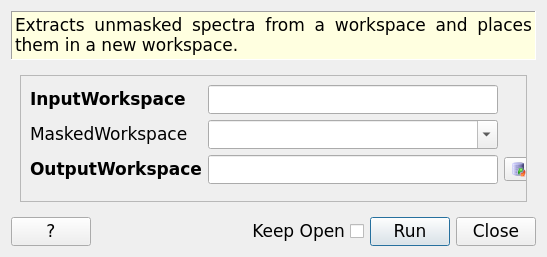 Extracts unmasked spectra from a workspace and places
them in a new workspace.
InputWorkspace
MaskedWorkspace
OutputWorkspace
? Keep Open Run Close